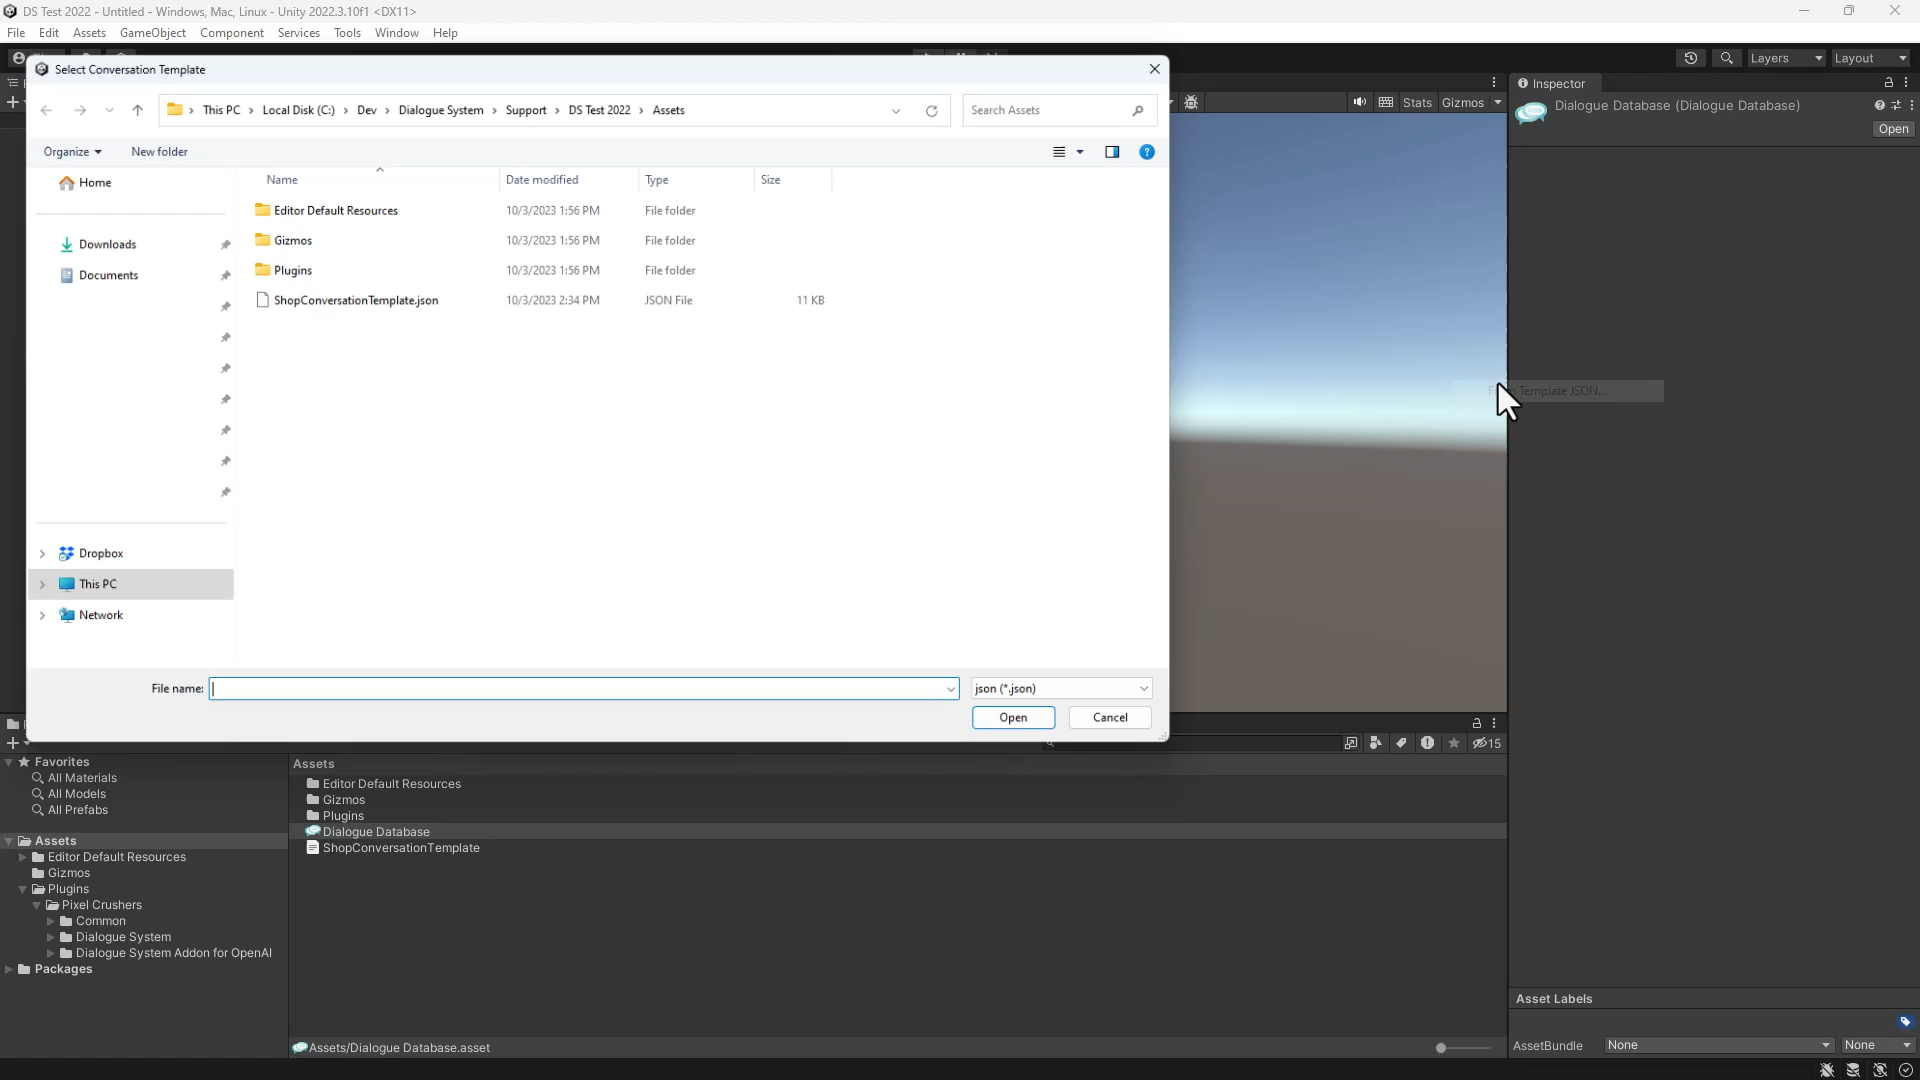 DS Test 2022 - Untitled - Windows, Mac, Linux - Unity 2022.3.10f1 <DX11>
File Edit Assets GameObject Component Services Tools Window Help
Layers Layout
Select Conversation Template
This PC > Local Disk (C:) > Dev > Dialogue System > Support > DS Test 2022 > Assets
Search Assets
Organize New folder
Home
Downloads
Documents
Dropbox
This PC
Network
Name Date modified Type Size
Editor Default Resources 10/3/2023 1:56 PM File folder
Gizmos 10/3/2023 1:56 PM File folder
Plugins 10/3/2023 1:56 PM File folder
ShopConversationTemplate.json 10/3/2023 2:34 PM JSON File 11 KB
File name:
json (*.json)
Open Cancel
Stats Gizmos
Inspector
Dialogue Database (Dialogue Database)
Open
Template JSON...
15
Favorites
All Materials
All Models
All Prefabs
Assets
Editor Default Resources
Gizmos
Plugins
Pixel Crushers
Common
Dialogue System
Dialogue System Addon for OpenAI
Packages
Assets
Editor Default Resources
Gizmos
Plugins
Dialogue Database
ShopConversationTemplate
Assets/Dialogue Database.asset
Asset Labels
AssetBundle None None